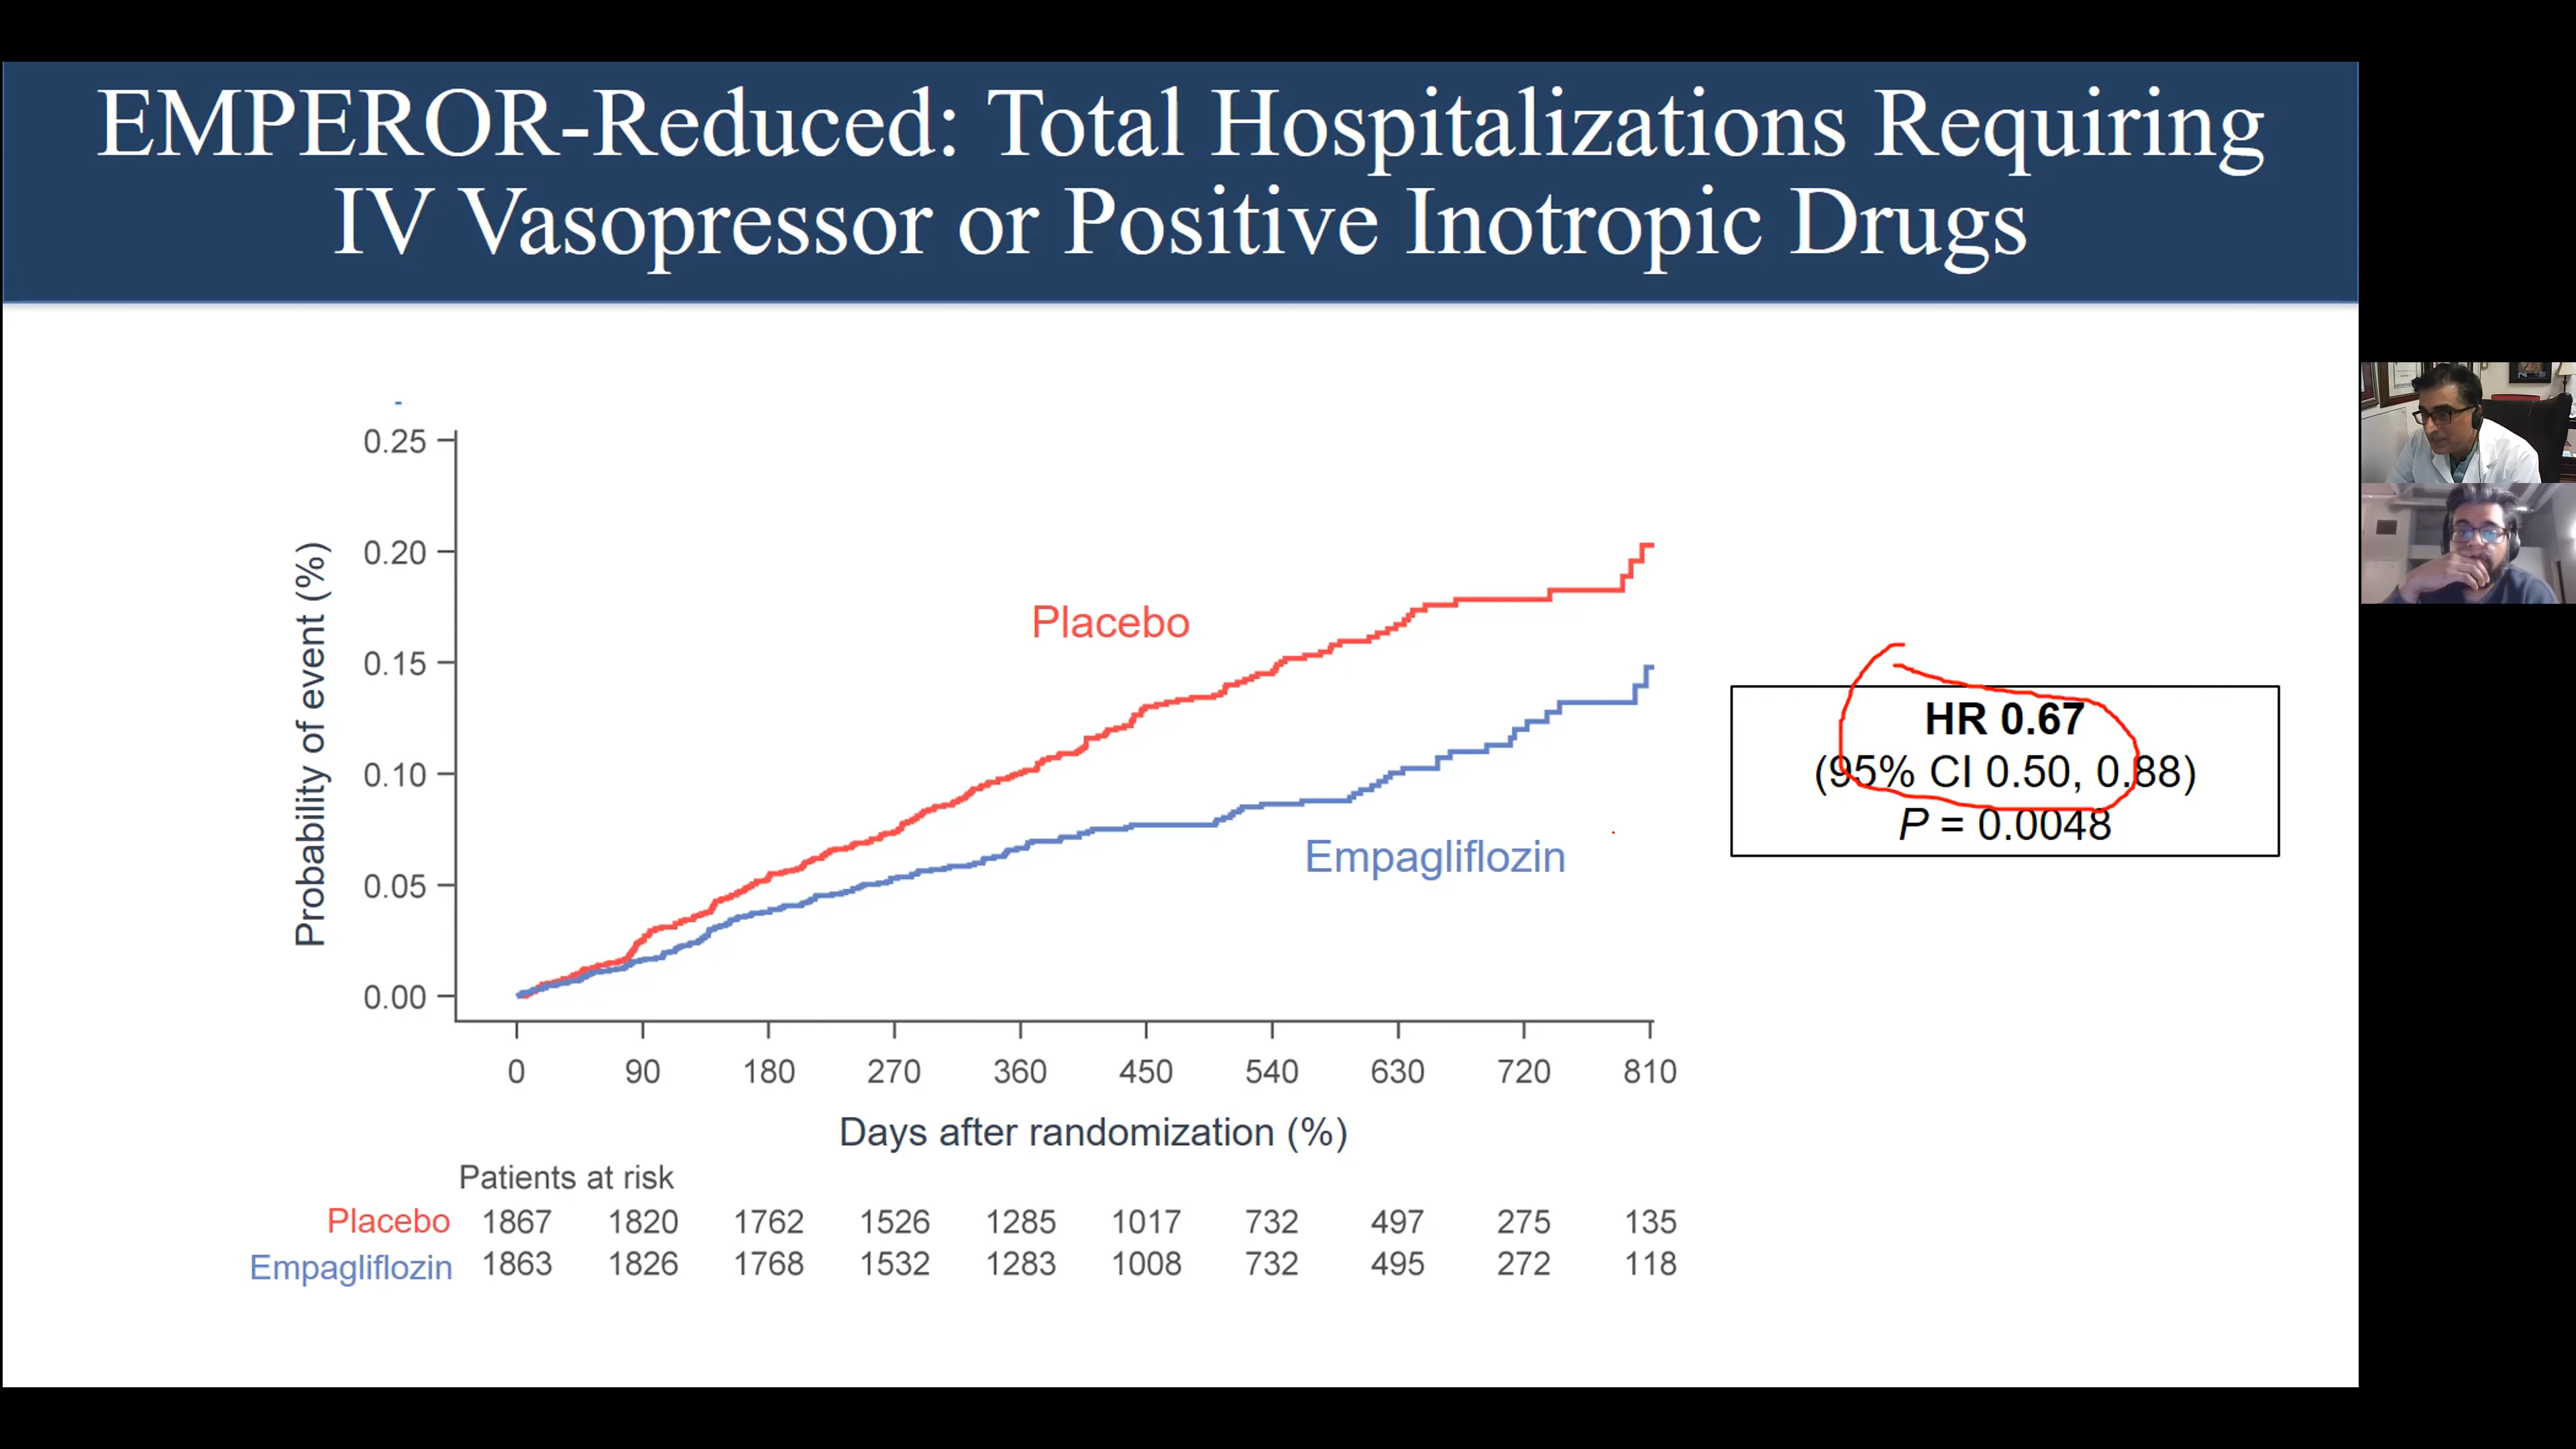 EMPEROR-Reduced: Total Hospitalizations Requiring
IV Vasopressor or Positive Inotropic Drugs
0.25
0.20
0.15
0.10
0.05
0.00
Probability of event (%)
Placebo
Empagliflozin
HR 0.67
(95% CI 0.50, 0.88)
P = 0.0048
0 90 180 270 360 450 540 630 720 810
Days after randomization (%)
Patients at risk
Placebo 1867 1820 1762 1526 1285 1017 732 497 275 135
Empagliflozin 1863 1826 1768 1532 1283 1008 732 495 272 118